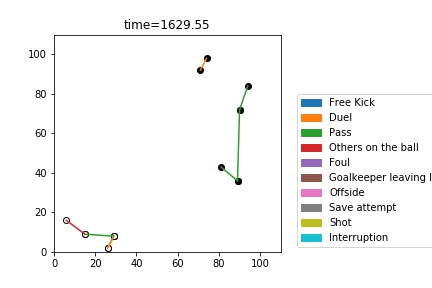 time=1629.55
100
80
60
40
20
0
0 20 40 60 80 100
Free Kick
Duel
Pass
Others on the ball
Foul
Goalkeeper leaving l
Offside
Save attempt
Shot
Interruption